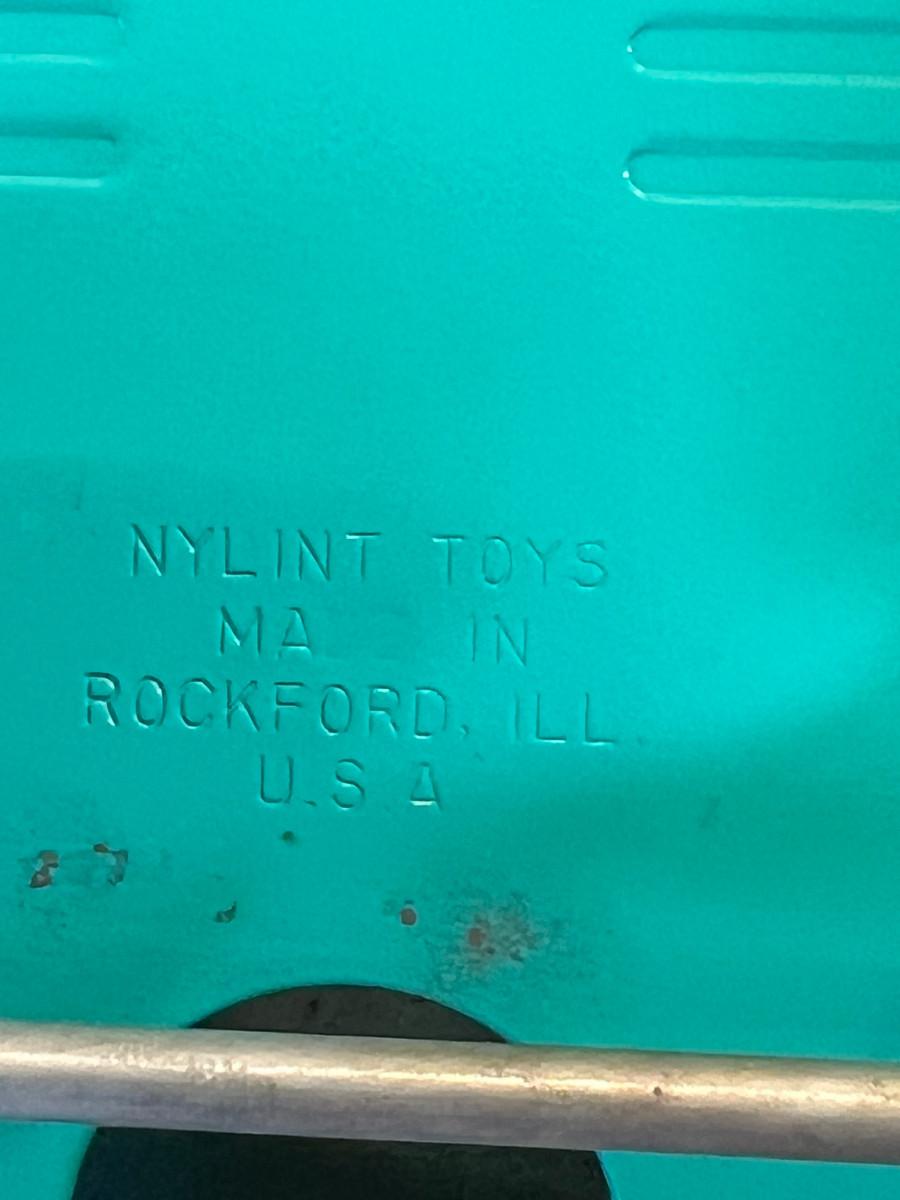 NYLINT TOYS
MA IN
ROCKFORD, ILL.
U.S.A